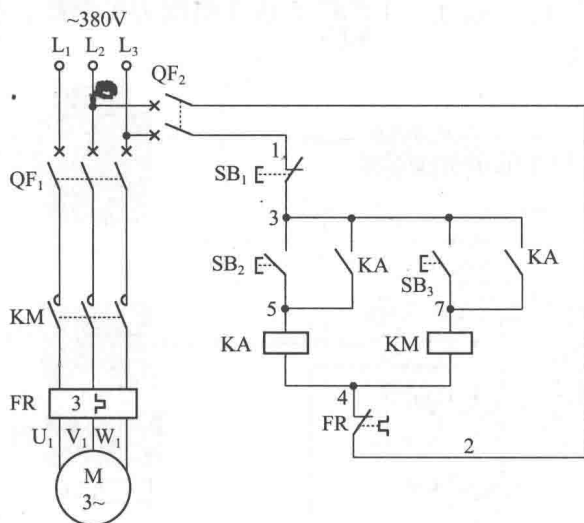 ~380V
L₁ L₂ L₃
QF₂
1
SB₁
QF₁
3
SB₂ KA SB₃ KA
5 7
KM
KA KM
FR 3
4
FR
U₁ V₁ W₁
2
M
3~